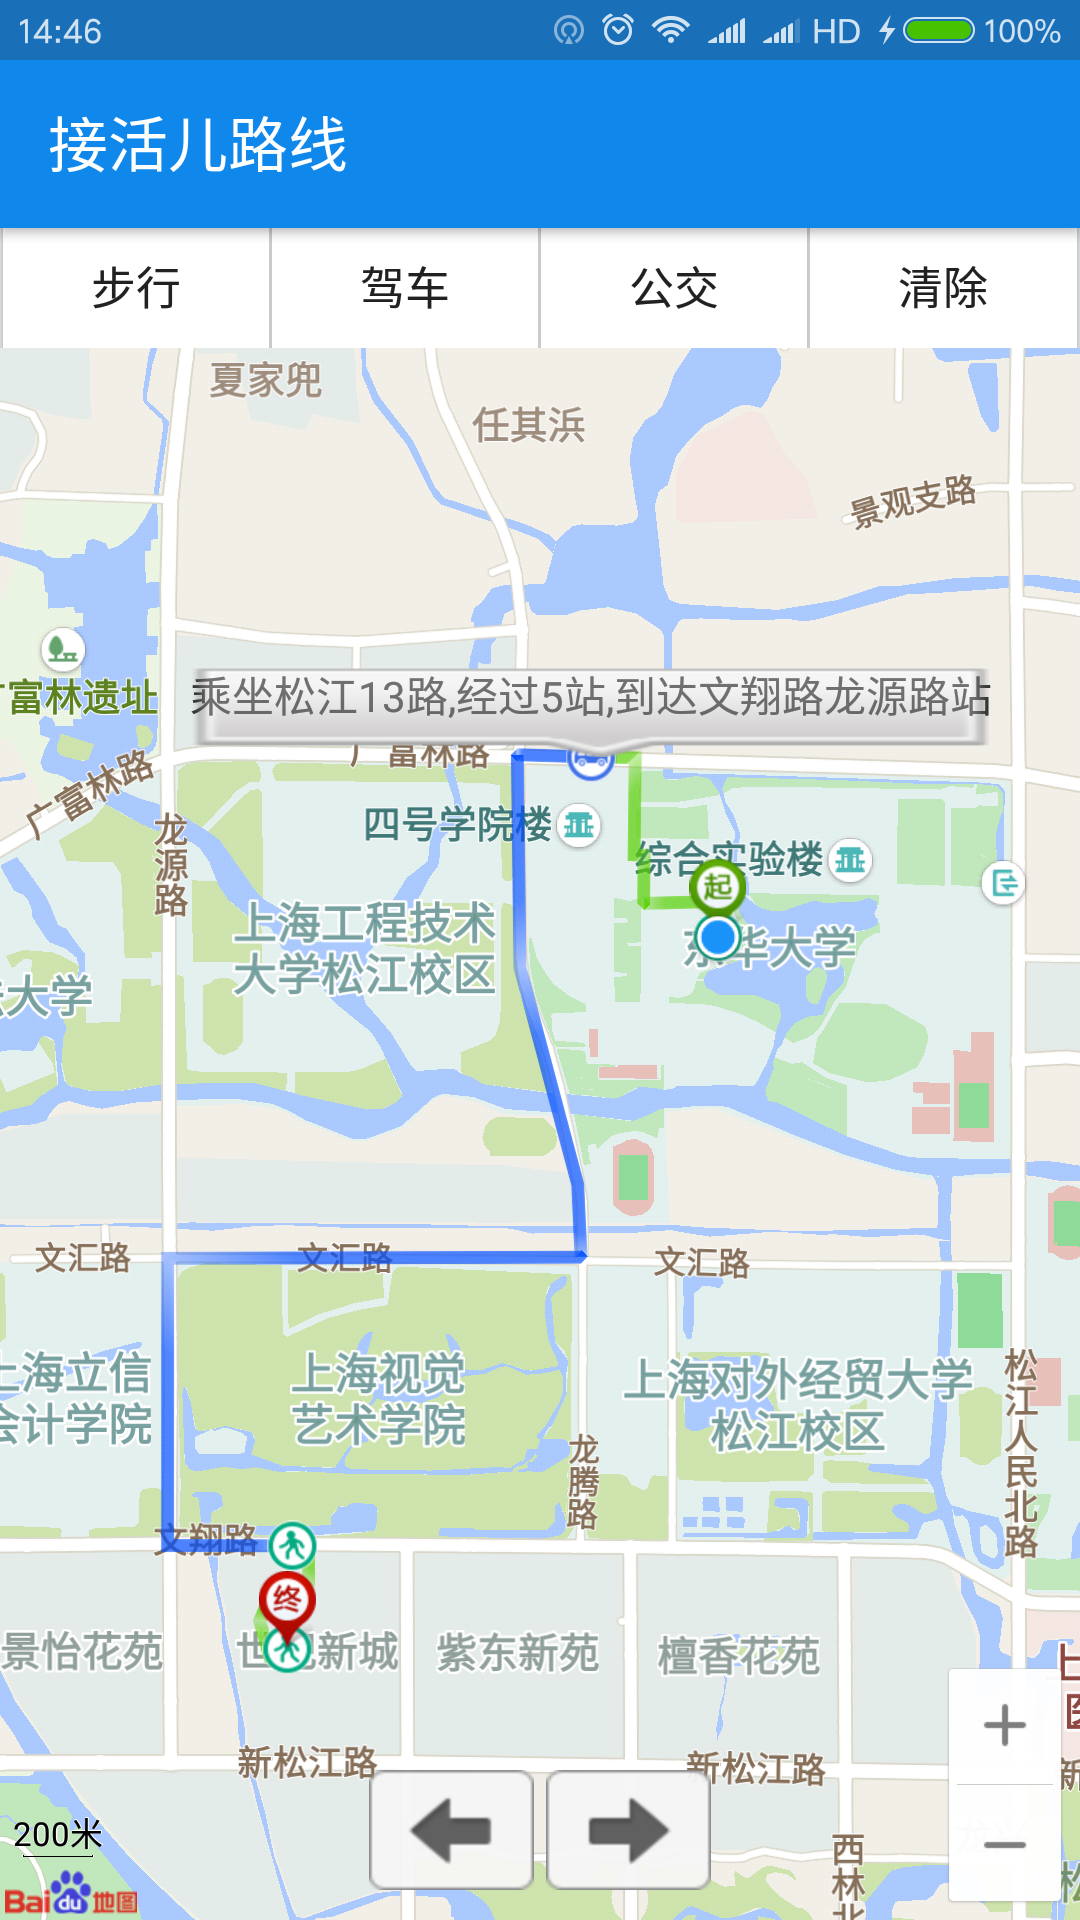 14:46 HD 100%
接活儿路线
步行 驾车 公交 清除
夏家兜
任其浜
景观支路
富林遗址
乘坐松江13路,经过5站,到达文翔路龙源路站
广富林路
广富林路
龙源路
四号学院楼
综合实验楼
起
上海工程技术
大学松江校区
东华大学
大学
文汇路
文汇路
文汇路
上海立信
会计学院
上海视觉
艺术学院
上海对外经贸大学
松江校区
龙腾路
松江人民北路
文翔路
终
景怡花苑
新城
紫东新苑
檀香花苑
新松江路
新松江路
新
200米
西林北
松
Bai du 地图